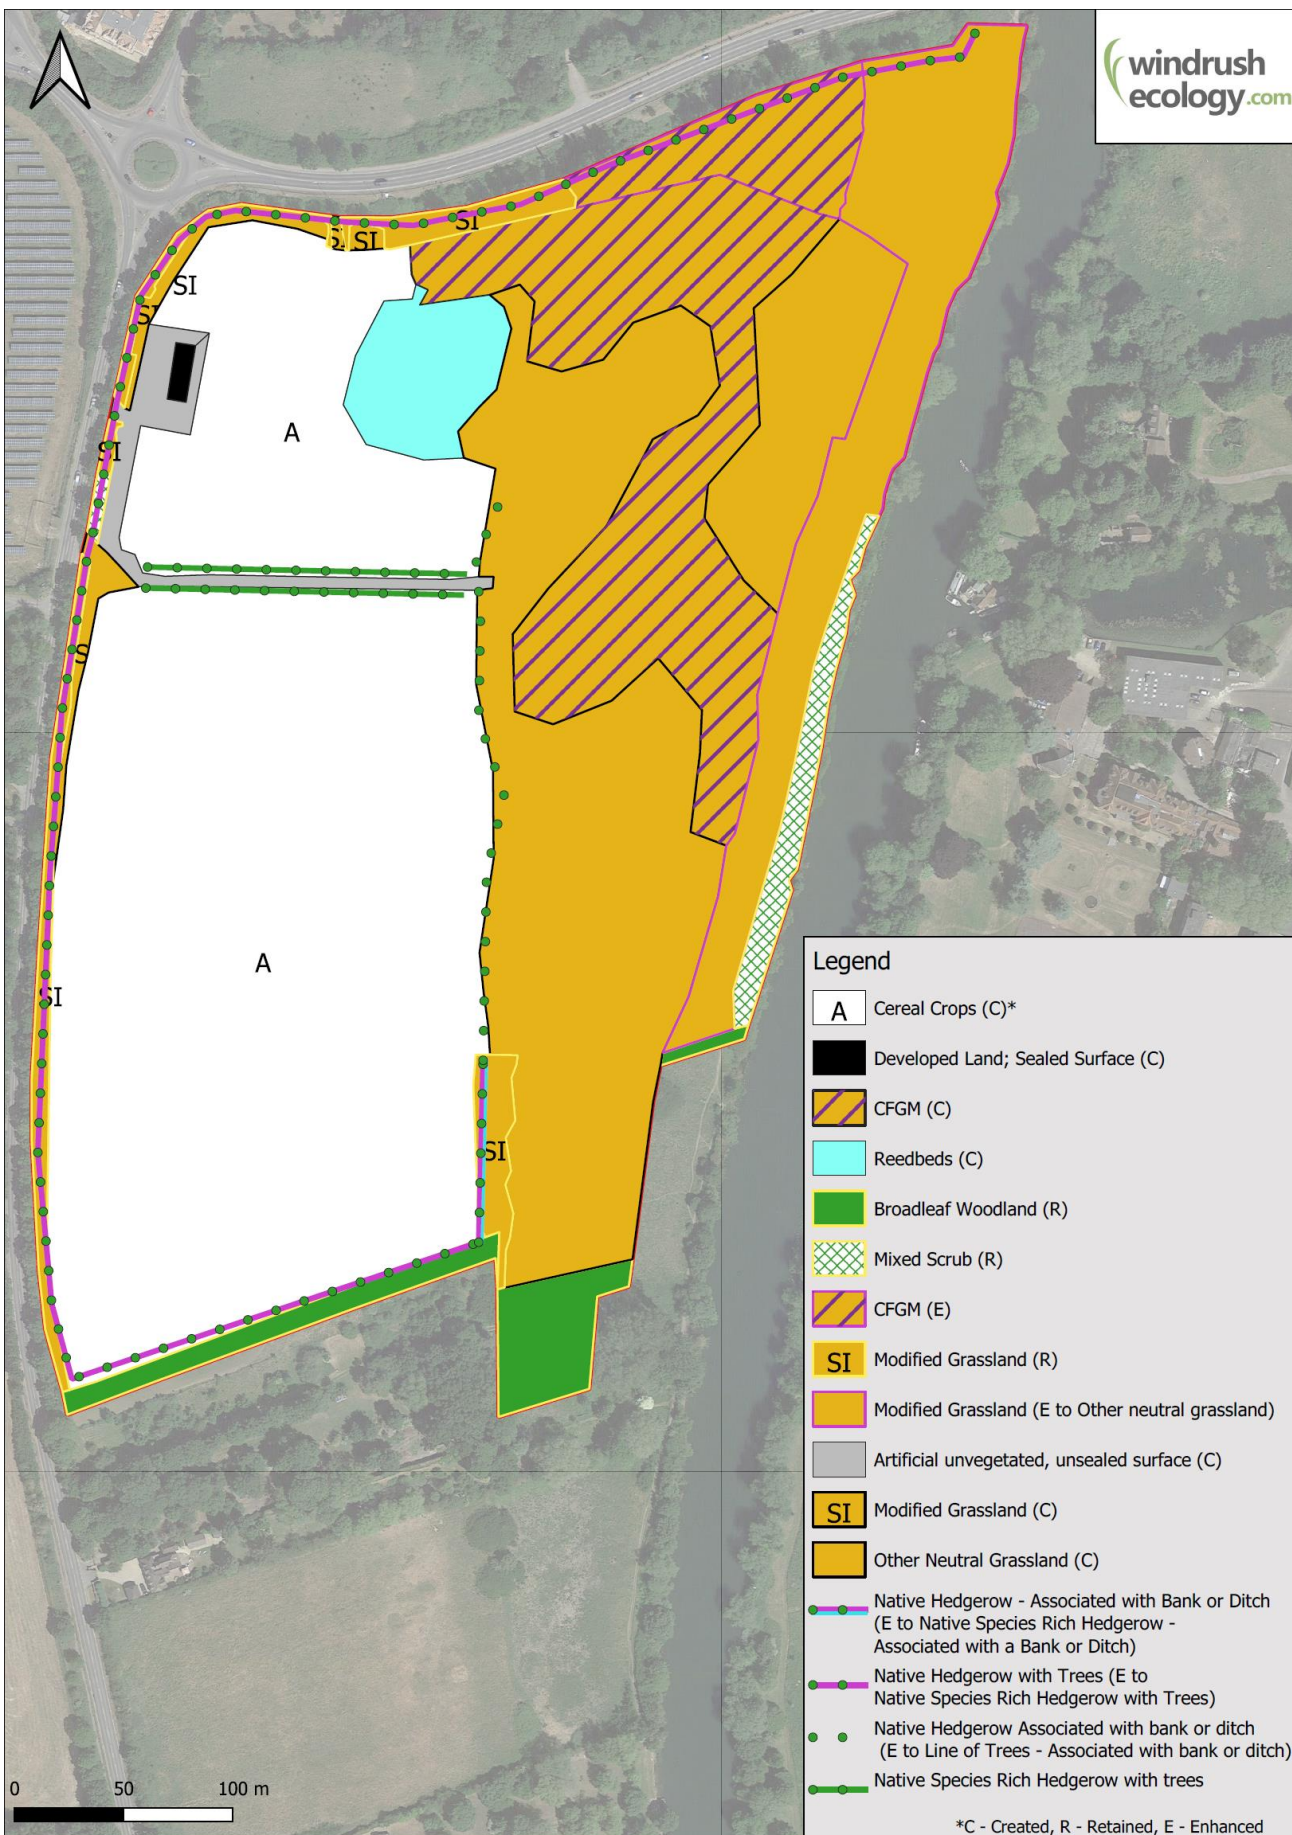 windrush
ecology.com
SI
SI
SI
SI
SI
A
SI
S
A
SI
SI
Legend
A Cereal Crops (C)*
Developed Land; Sealed Surface (C)
CFGM (C)
Reedbeds (C)
Broadleaf Woodland (R)
Mixed Scrub (R)
CFGM (E)
SI Modified Grassland (R)
Modified Grassland (E to Other neutral grassland)
Artificial unvegetated, unsealed surface (C)
SI Modified Grassland (C)
Other Neutral Grassland (C)
Native Hedgerow - Associated with Bank or Ditch
(E to Native Species Rich Hedgerow -
Associated with a Bank or Ditch)
Native Hedgerow with Trees (E to
Native Species Rich Hedgerow with Trees)
Native Hedgerow Associated with bank or ditch
(E to Line of Trees - Associated with bank or ditch)
Native Species Rich Hedgerow with trees
0 50 100 m
*C - Created, R - Retained, E - Enhanced